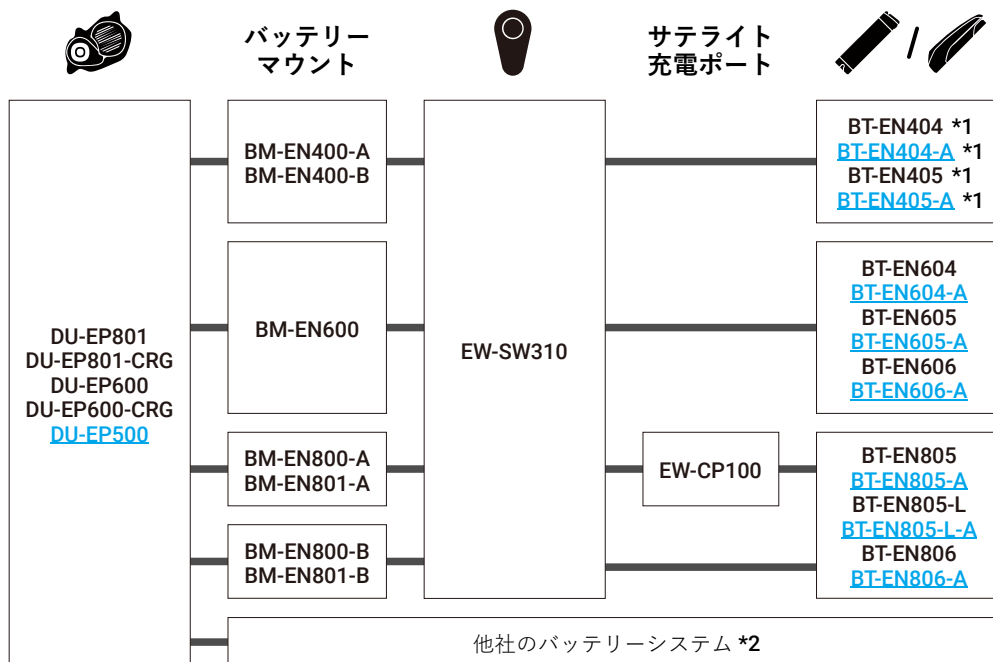 バッテリー
マウント
サテライト
充電ポート
DU-EP801
DU-EP801-CRG
DU-EP600
DU-EP600-CRG
DU-EP500
BM-EN400-A
BM-EN400-B
BM-EN600
BM-EN800-A
BM-EN801-A
BM-EN800-B
BM-EN801-B
EW-SW310
EW-CP100
BT-EN404 *1
BT-EN404-A *1
BT-EN405 *1
BT-EN405-A *1
BT-EN604
BT-EN604-A
BT-EN605
BT-EN605-A
BT-EN606
BT-EN606-A
BT-EN805
BT-EN805-A
BT-EN805-L
BT-EN805-L-A
BT-EN806
BT-EN806-A
他社のバッテリーシステム *2